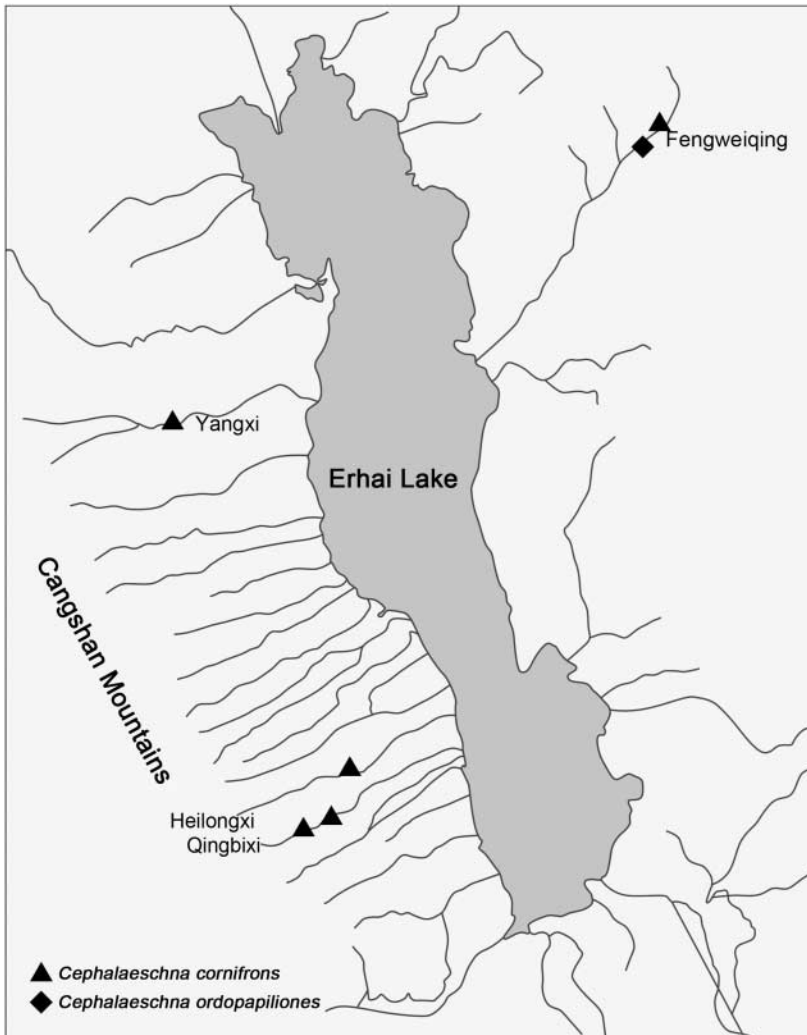 Fengweiqing
Yangxi
Erhai Lake
Cangshan Mountains
Heilongxi
Qingbixi
Cephalaeschna cornifrons
Cephalaeschna ordopapiliones